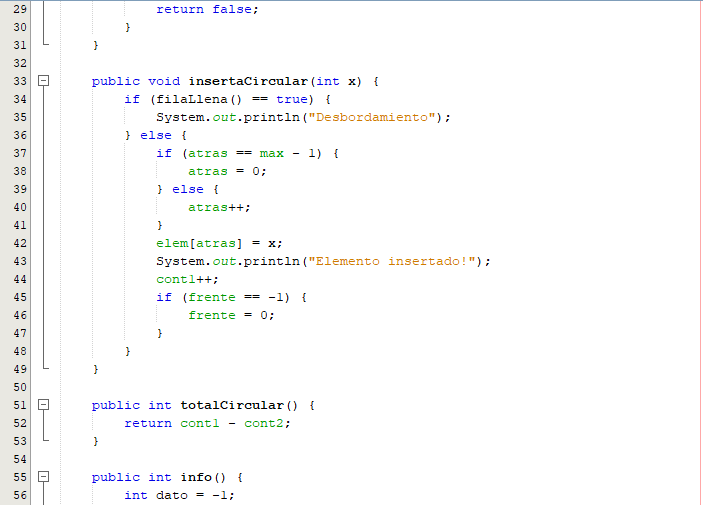 29 return false;
30 }
31 }
32
33 public void insertaCircular(int x) {
34 if (filaLlena() == true) {
35 System.out.println("Desbordamiento");
36 } else {
37 if (atras == max - 1) {
38 atras = 0;
39 } else {
40 atras++;
41 }
42 elem[atras] = x;
43 System.out.println("Elemento insertado!");
44 cont1++;
45 if (frente == -1) {
46 frente = 0;
47 }
48 }
49 }
50
51 public int totalCircular() {
52 return cont1 - cont2;
53 }
54
55 public int info() {
56 int dato = -1;